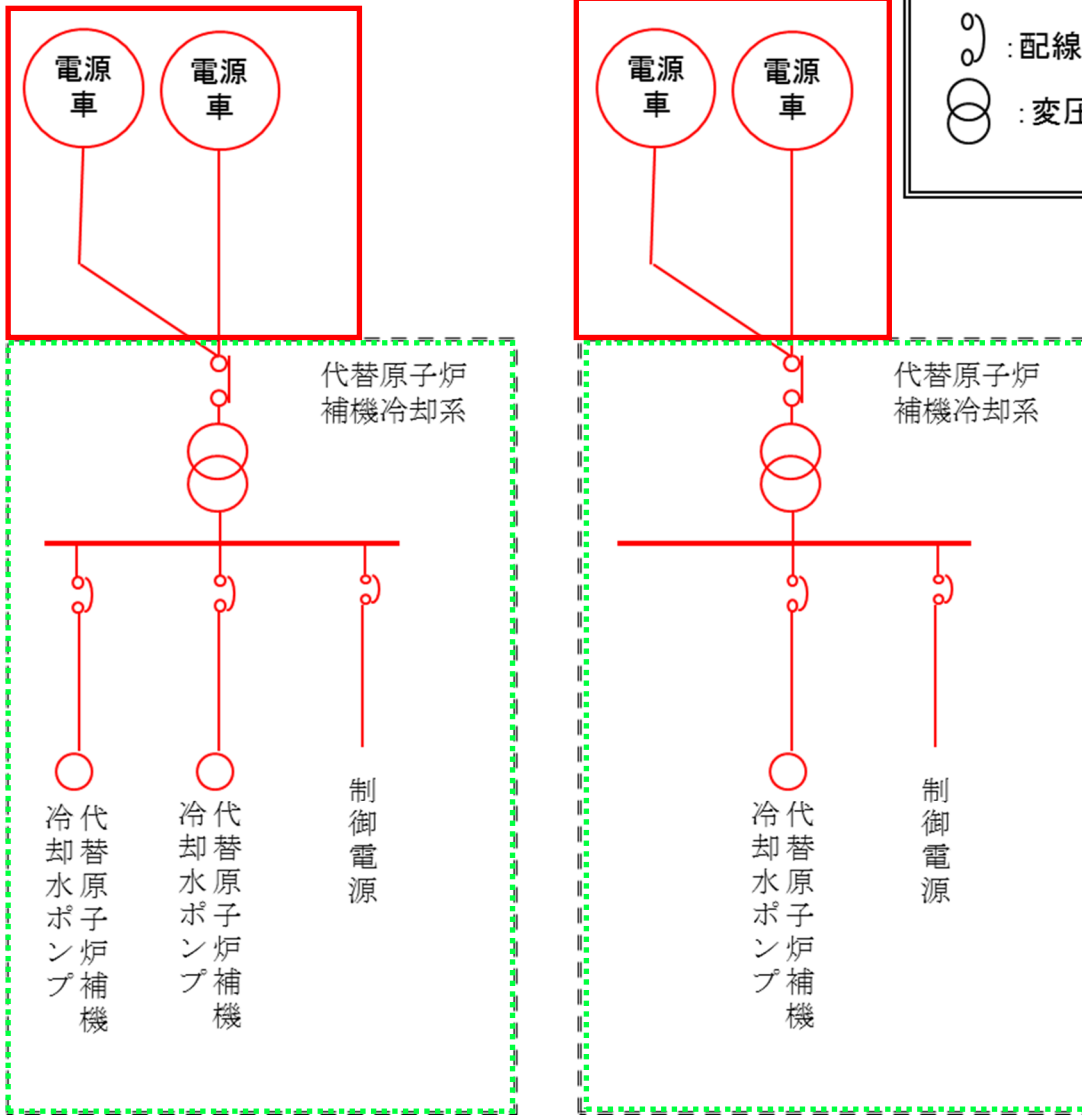 電源
車
電源
車
電源
車
電源
車
:配線
:変圧
代替原子炉
補機冷却系
代替原子炉
補機冷却系
代替原子炉補機
冷却水ポンプ
代替原子炉補機
冷却水ポンプ
制御電源
代替原子炉補機
冷却水ポンプ
制御電源